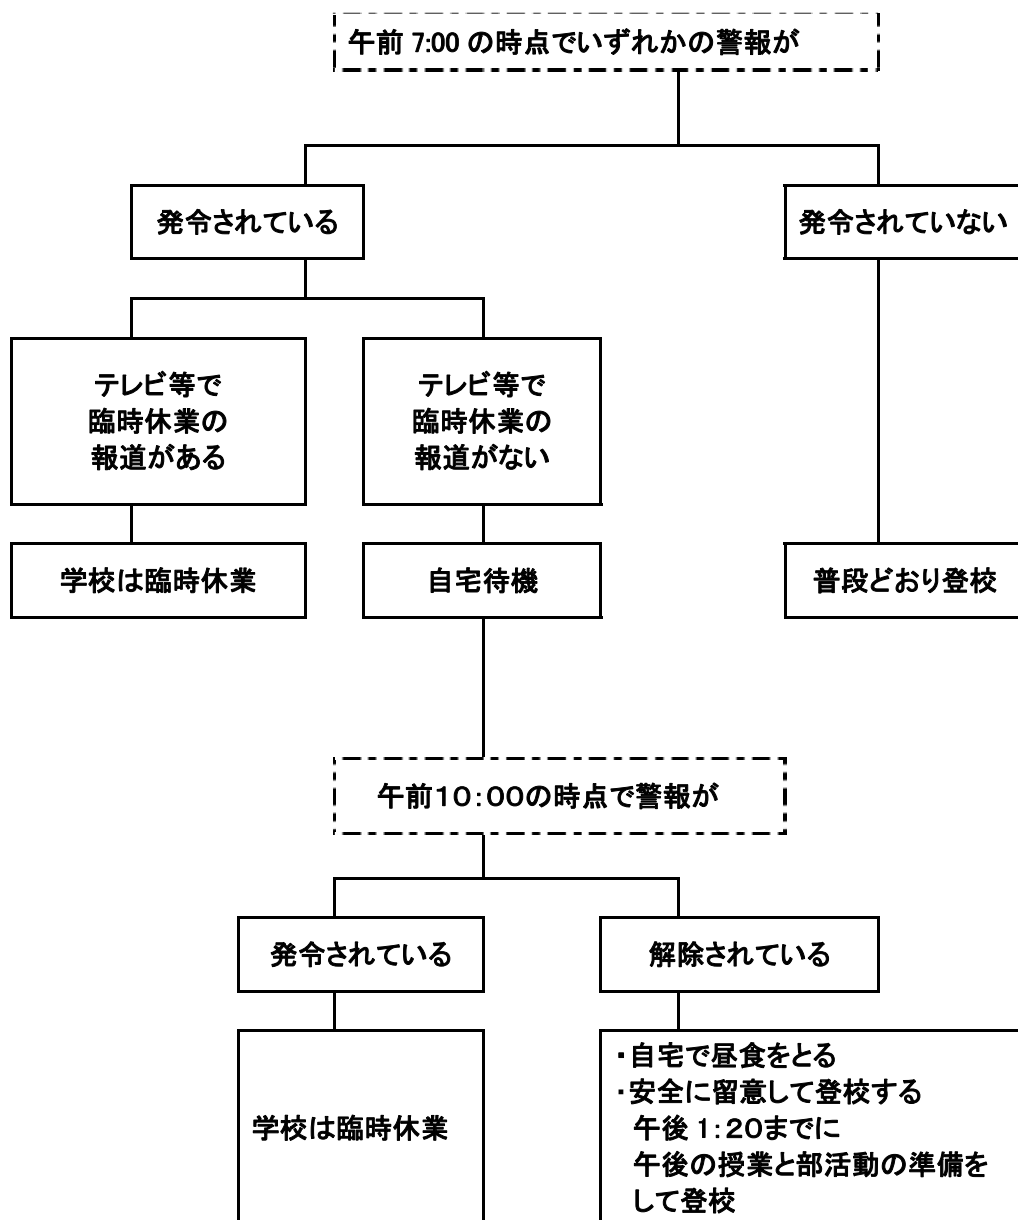 午前 7:00 の時点でいずれかの警報が
発令されている
発令されていない
テレビ等で
臨時休業の
報道がある
テレビ等で
臨時休業の
報道がない
学校は臨時休業
自宅待機
普段どおり登校
午前10:00の時点で警報が
発令されている
解除されている
学校は臨時休業
・自宅で昼食をとる
・安全に留意して登校する
午後 1:20までに
午後の授業と部活動の準備を
して登校